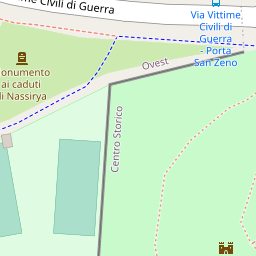 e Civili di Guerra
Via Vittime
Civili di
Guerra
- Porta
San Zeno
onumento
ai caduti
di Nassirya
Ovest
Centro Storico